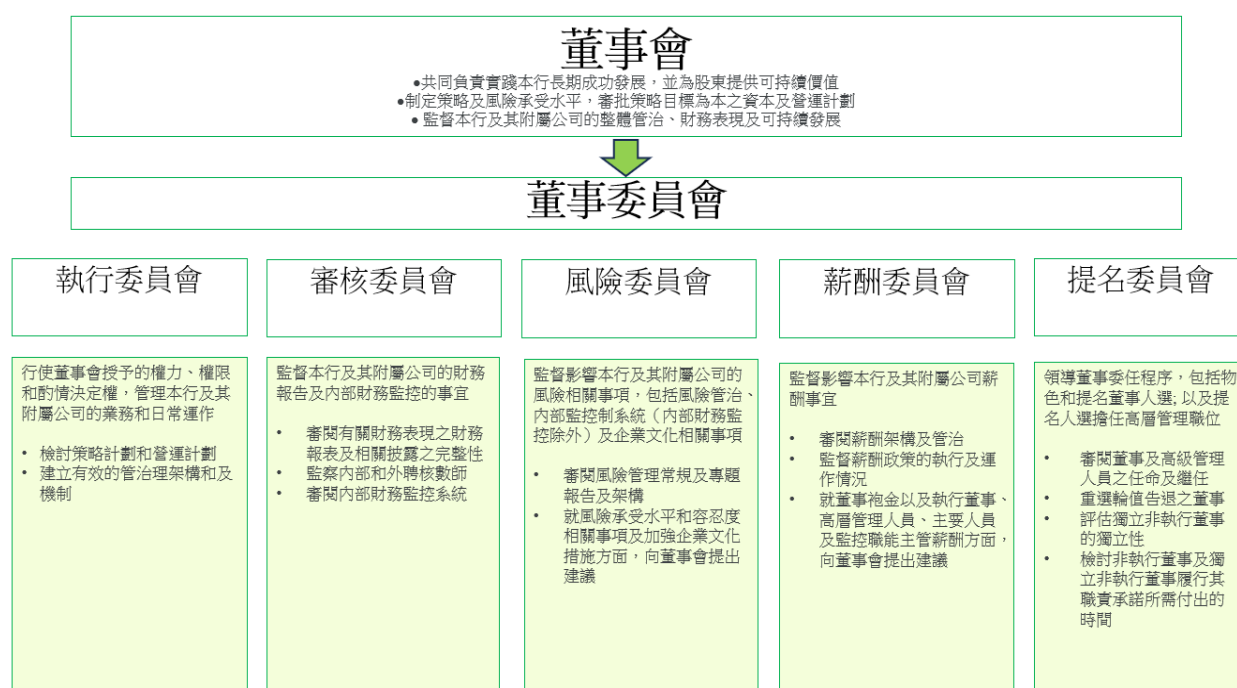 董事會
•共同負責實踐本行長期成功發展，並為股東提供可持續價值
•制定策略及風險承受水平，審批策略目標為本之資本及營運計劃
• 監督本行及其附屬公司的整體管治、財務表現及可持續發展
董事委員會
執行委員會
行使董事會授予的權力、權限
和酌情決定權，管理本行及其
附屬公司的業務和日常運作
• 檢討策略計劃和營運計劃
• 建立有效的管治理架構和及
機制
審核委員會
監督本行及其附屬公司的財務
報告及內部財務監控的事宜
• 審閱有關財務表現之財務
報表及相關披露之完整性
• 監察內部和外聘核數師
• 審閱內部財務監控系統
風險委員會
監督影響本行及其附屬公司的
風險相關事項，包括風險管治、
內部監控制系統（內部財務監
控除外）及企業文化相關事項
• 審閱風險管理常規及專題
報告及架構
• 就風險承受水平和容忍度
相關事項及加強企業文化
措施方面，向董事會提出
建議
薪酬委員會
監督影響本行及其附屬公司薪
酬事宜
• 審閱薪酬架構及管治
• 監督薪酬政策的執行及運
作情況
• 就董事袍金以及執行董事、
高層管理人員、主要人員
及監控職能主管薪酬方面，
向董事會提出建議
提名委員會
領導董事委任程序，包括物
色和提名董事人選; 以及提
名人選擔任高層管理職位
• 審閱董事及高級管理
人員之任命及繼任
• 重選輪值告退之董事
• 評估獨立非執行董事
的獨立性
• 檢討非執行董事及獨
立非執行董事履行其
職責承諾所需付出的
時間